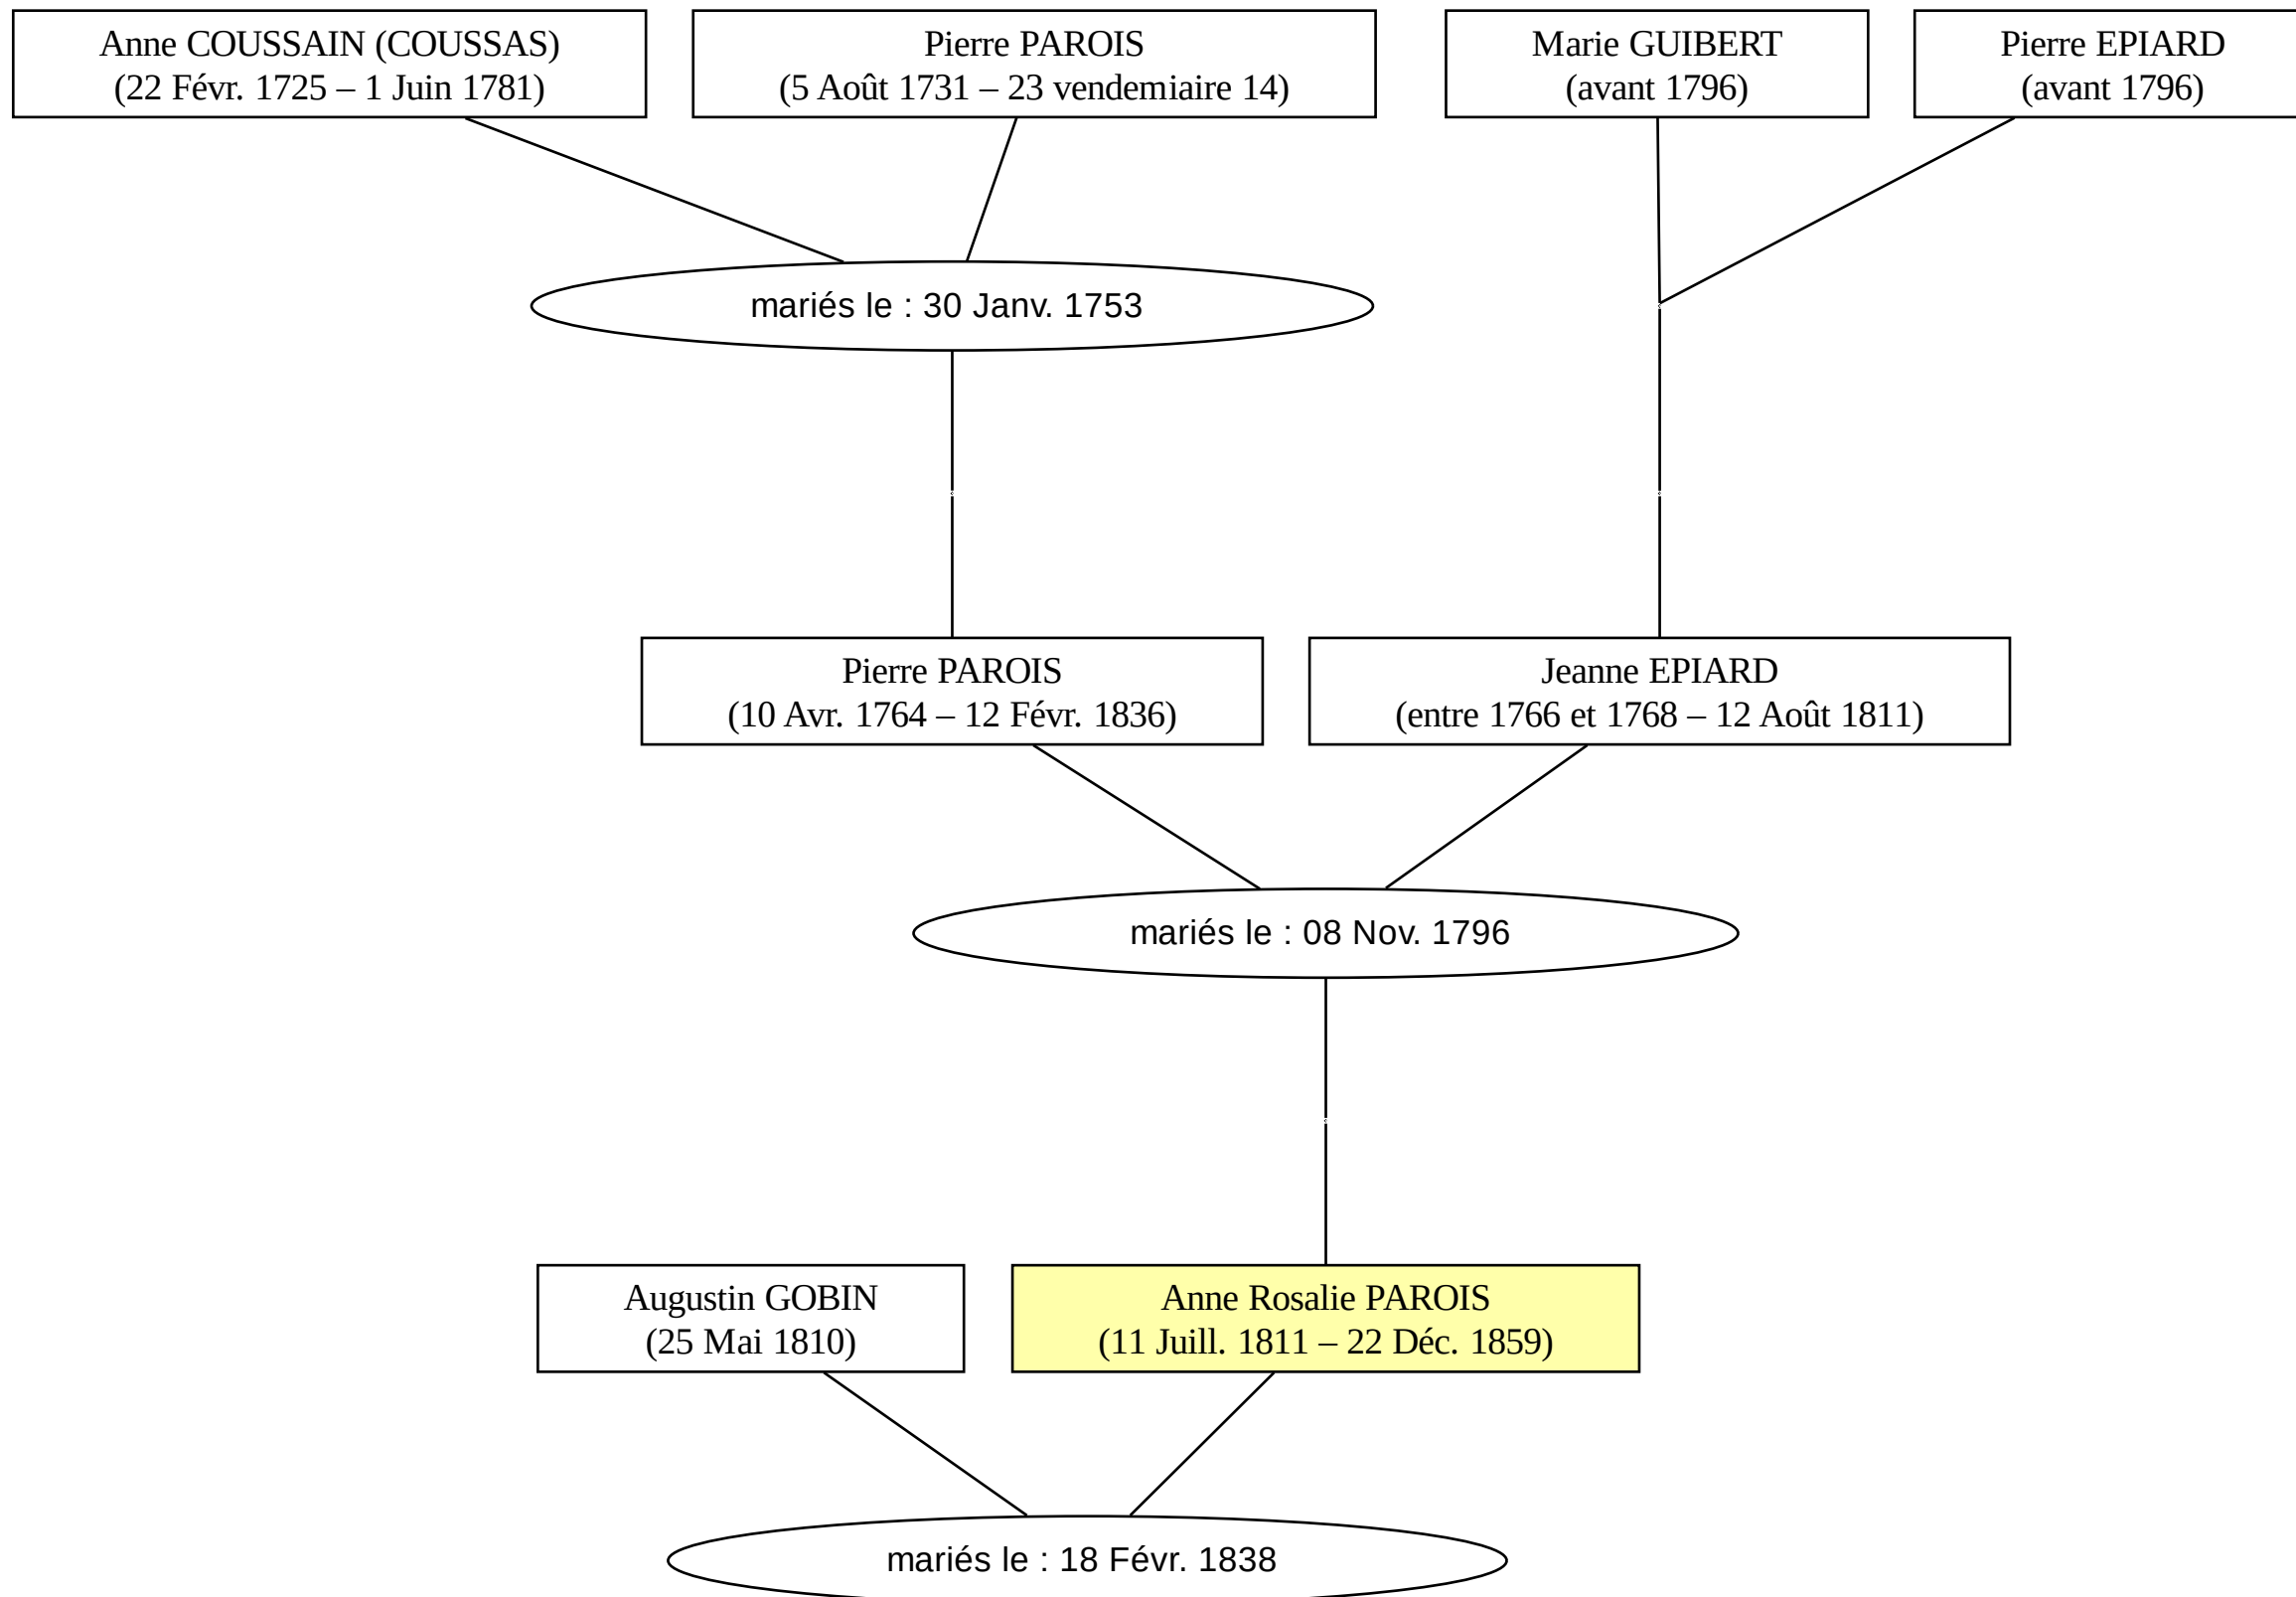 Anne COUSSAIN (COUSSAS)
(22 Févr. 1725 – 1 Juin 1781)
Pierre PAROIS
(5 Août 1731 – 23 vendemiaire 14)
Marie GUIBERT
(avant 1796)
Pierre EPIARD
(avant 1796)
mariés le : 30 Janv. 1753
Pierre PAROIS
(10 Avr. 1764 – 12 Févr. 1836)
Jeanne EPIARD
(entre 1766 et 1768 – 12 Août 1811)
mariés le : 08 Nov. 1796
Augustin GOBIN
(25 Mai 1810)
Anne Rosalie PAROIS
(11 Juill. 1811 – 22 Déc. 1859)
mariés le : 18 Févr. 1838